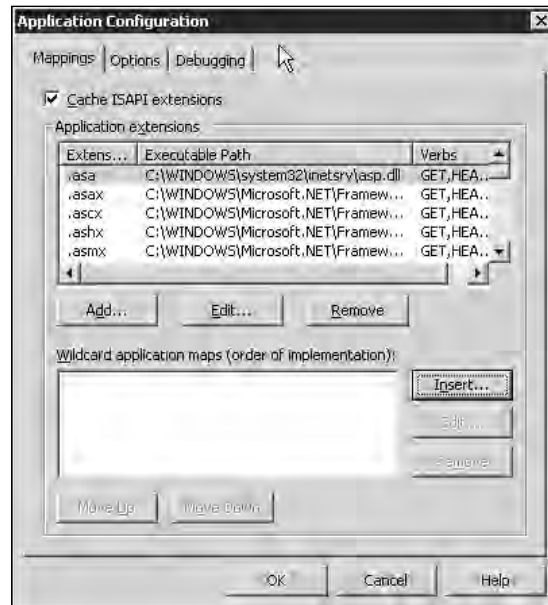 Application Configuration
Mappings Options Debugging
Cache ISAPI extensions
Application extensions
Extens... Executable Path Verbs
.asa C:\WINDOWS\system32\inetsrv\asp.dll GET,HEA..
.asax C:\WINDOWS\Microsoft.NET\Framew... GET,HEA..
.ascx C:\WINDOWS\Microsoft.NET\Framew... GET,HEA..
.ashx C:\WINDOWS\Microsoft.NET\Framew... GET,HEA..
.asmx C:\WINDOWS\Microsoft.NET\Framew... GET,HEA..
Add... Edit... Remove
Wildcard application maps (order of implementation):
Insert...
Edit...
Remove
Move Up Move Down
OK Cancel Help